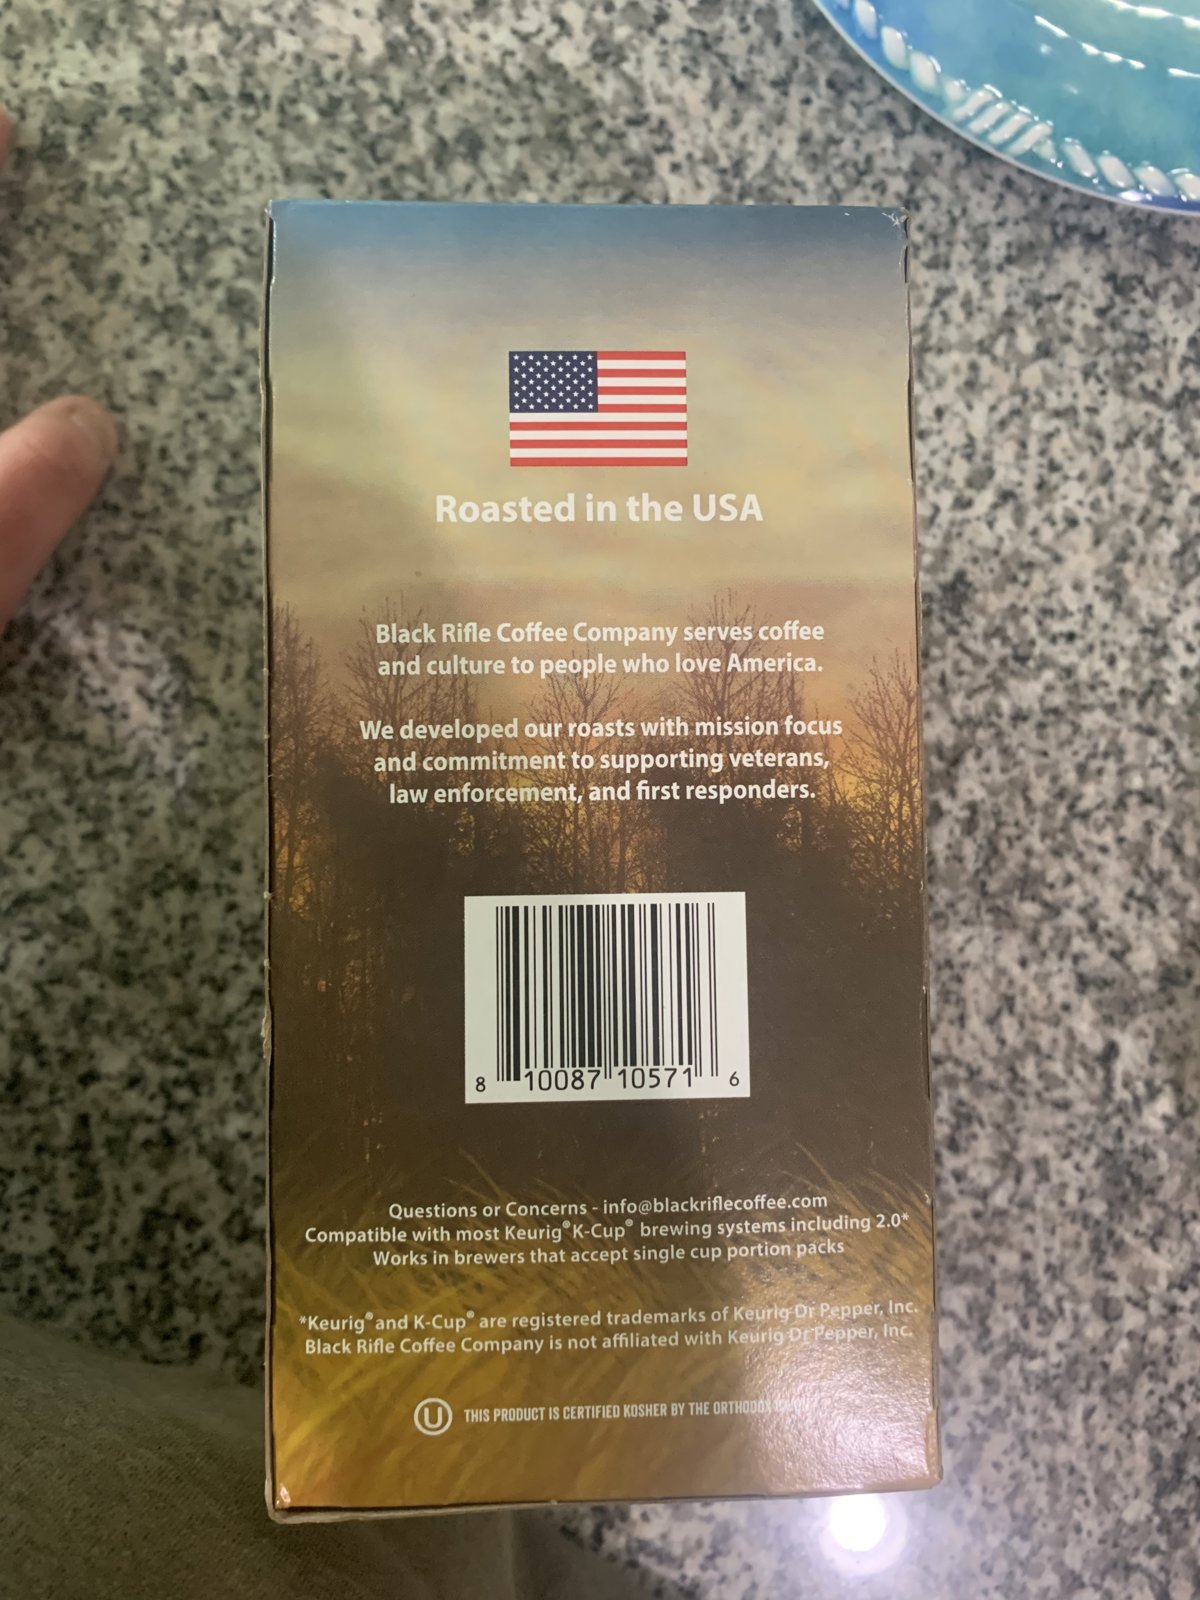 Roasted in the USA
Black Rifle Coffee Company serves coffee
and culture to people who love America.
We developed our roasts with mission focus
and commitment to supporting veterans,
law enforcement, and first responders.
8 10087 10571 6
Questions or Concerns - info@blackriflecoffee.com
Compatible with most Keurig® K-Cup® brewing systems including 2.0*
Works in brewers that accept single cup portion packs
*Keurig® and K-Cup® are registered trademarks of Keurig Dr Pepper, Inc.
Black Rifle Coffee Company is not affiliated with Keurig Dr Pepper, Inc.
U THIS PRODUCT IS CERTIFIED KOSHER BY THE ORTHODOX